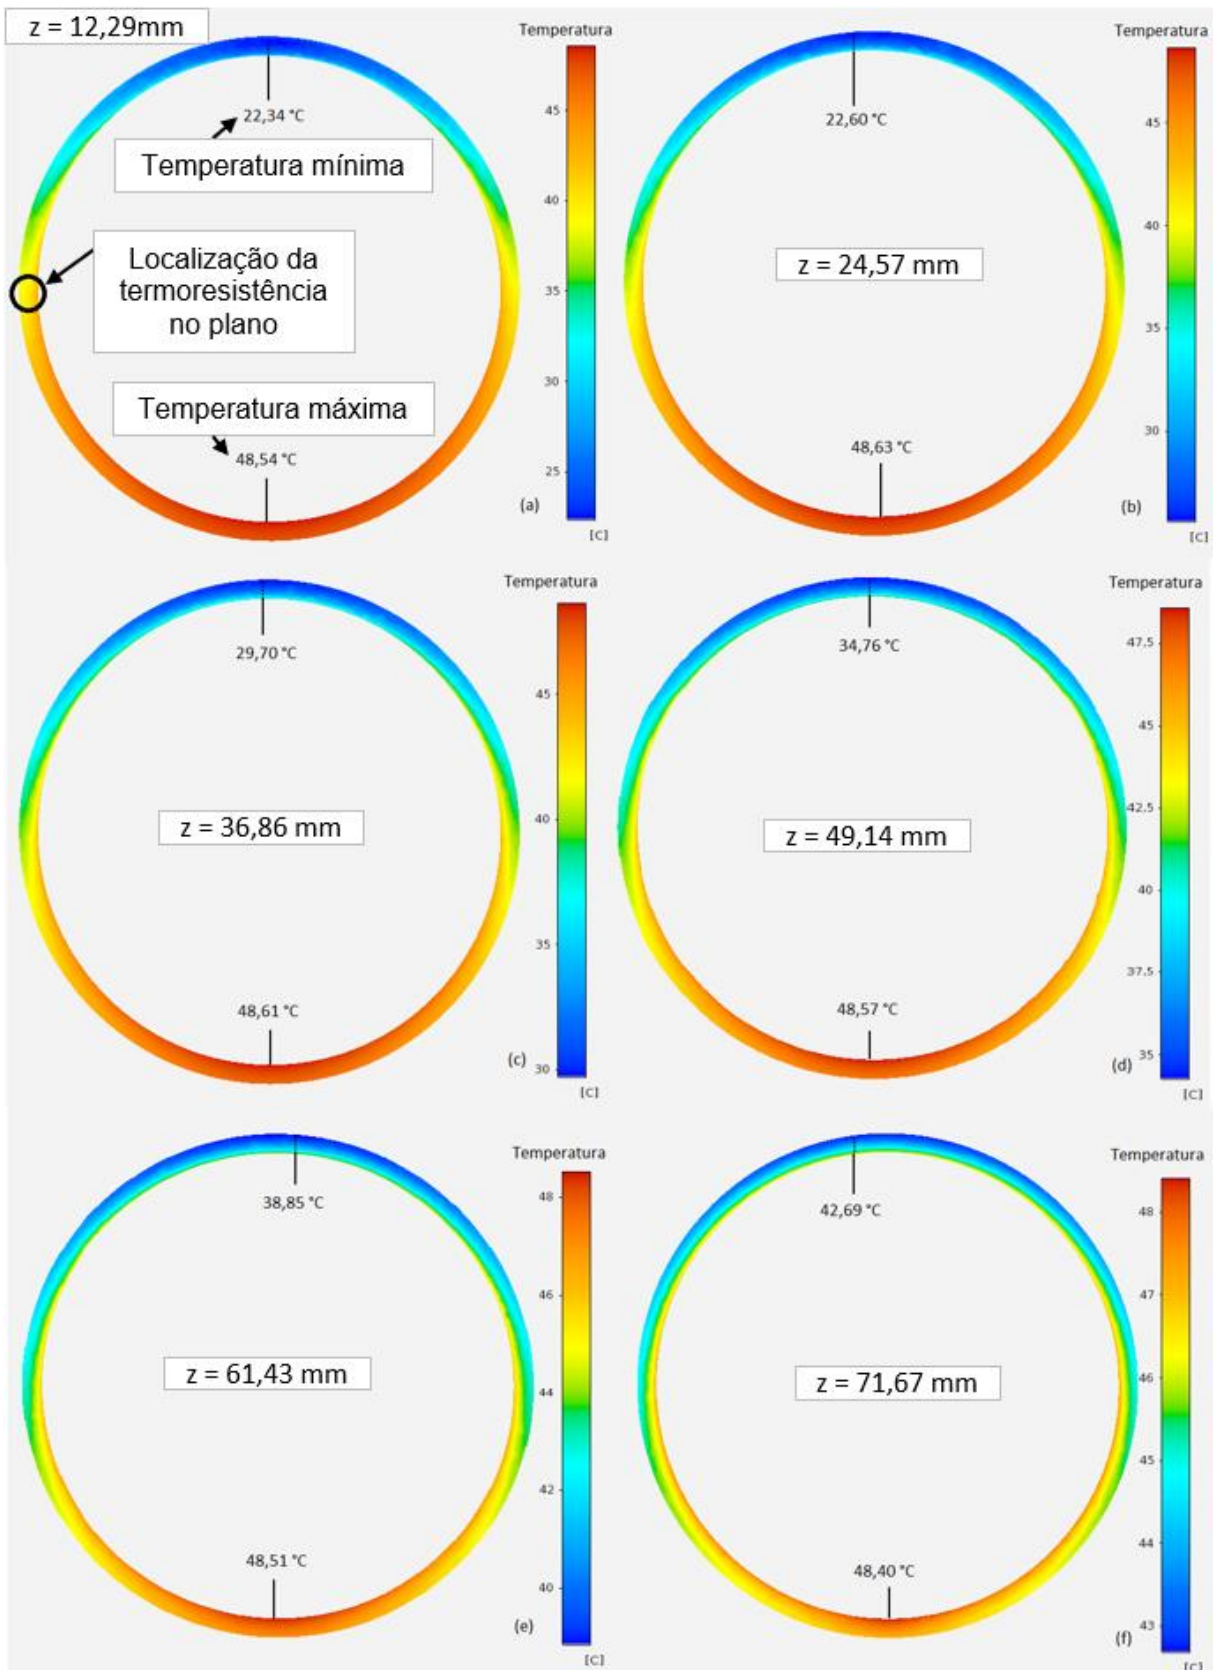 z = 12,29mm
Temperatura
45
40
35
30
25
[C]
22,34 °C
Temperatura mínima
Localização da
termoresistência
no plano
Temperatura máxima
48,54 °C
(a)
Temperatura
45
40
35
30
[C]
22,60 °C
z = 24,57 mm
48,63 °C
(b)
Temperatura
45
40
35
30
[C]
29,70 °C
z = 36,86 mm
48,61 °C
(c)
Temperatura
47.5
45
42.5
40
37.5
35
[C]
34,76 °C
z = 49,14 mm
48,57 °C
(d)
Temperatura
48
46
44
42
40
[C]
38,85 °C
z = 61,43 mm
48,51 °C
(e)
Temperatura
48
47
46
45
44
43
[C]
42,69 °C
z = 71,67 mm
48,40 °C
(f)